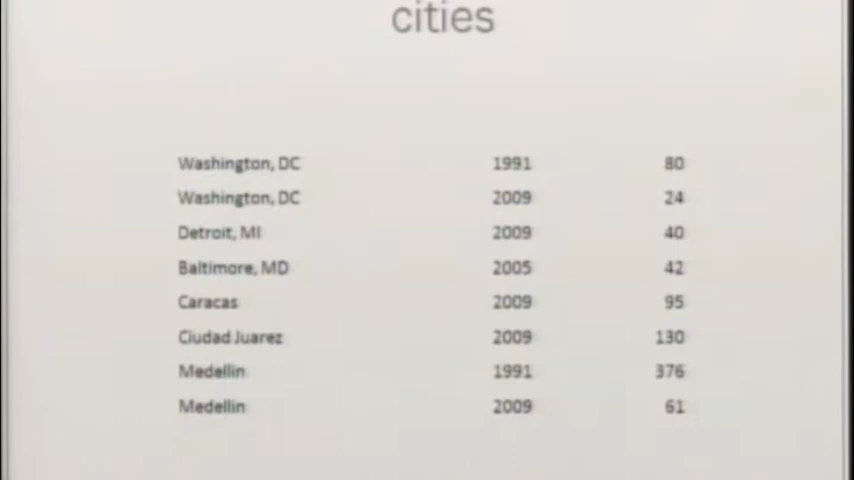 cities
Washington, DC 1991 80
Washington, DC 2009 24
Detroit, MI 2009 40
Baltimore, MD 2005 42
Caracas 2009 95
Ciudad Juarez 2009 130
Medellin 1991 376
Medellin 2009 61